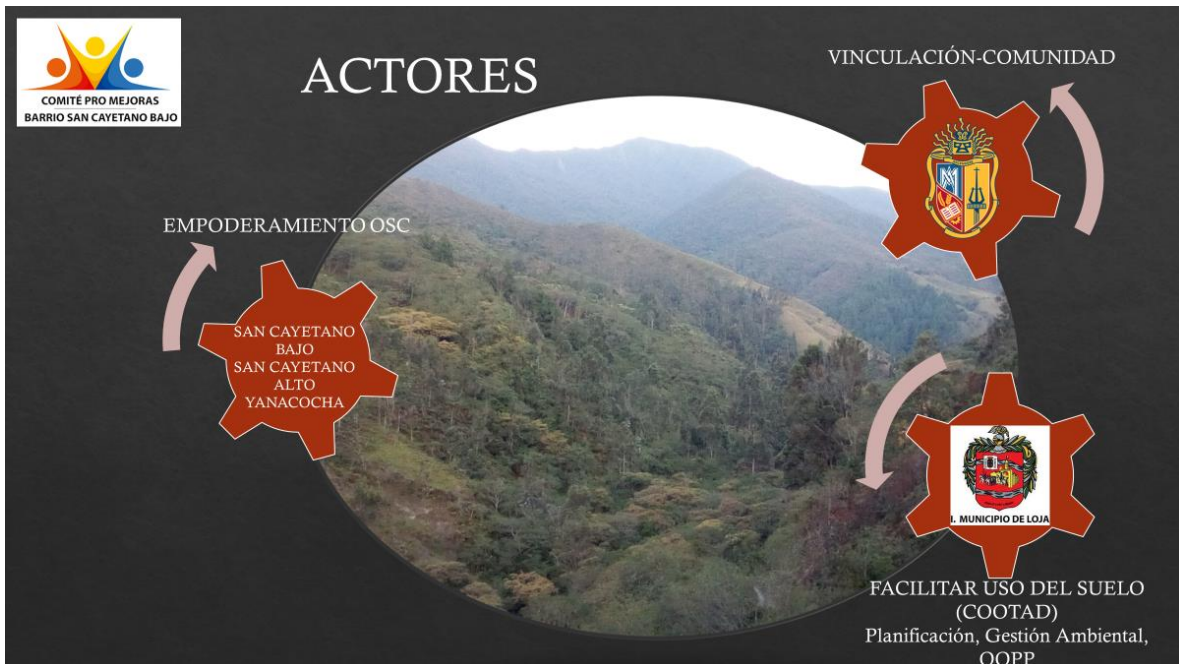 COMITÉ PRO MEJORAS
BARRIO SAN CAYETANO BAJO
ACTORES
VINCULACIÓN-COMUNIDAD
EMPODERAMIENTO OSC
SAN CAYETANO
BAJO
SAN CAYETANO
ALTO
YANACOCHA
I. MUNICIPIO DE LOJA
FACILITAR USO DEL SUELO
(COOTAD)
Planificación, Gestión Ambiental,
OOPP